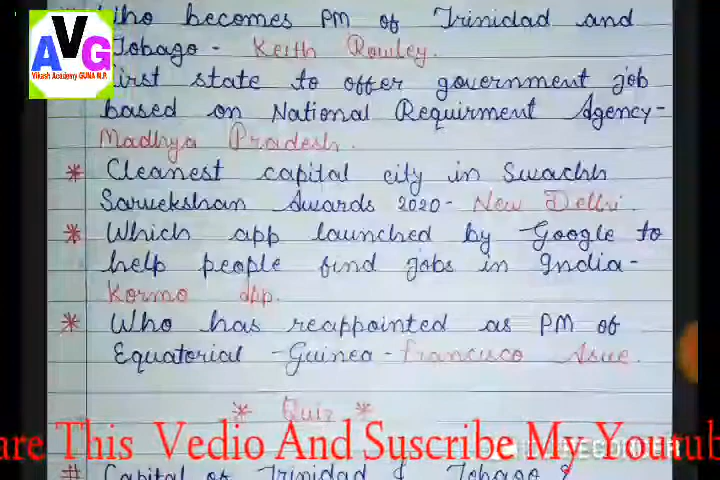 Who becomes PM of Trinidad and
Tobago - Keith Rowley.
First state to offer government job
based on National Requirment Agency-
Madhya Pradesh.
* Cleanest capital city in Swachh
Sarvekshan Awards 2020- New Delhi.
* Which app launched by Google to
help people find jobs in India-
Kormo App.
* Who has reappointed as PM of
Equatorial -Guinea- Francisco Asue.
* Quiz *
are This Vedio And Suscribe My Youtub
# Capital of Trinidad & Tobago?
AVG
Vikash Academy GUNA M.P.